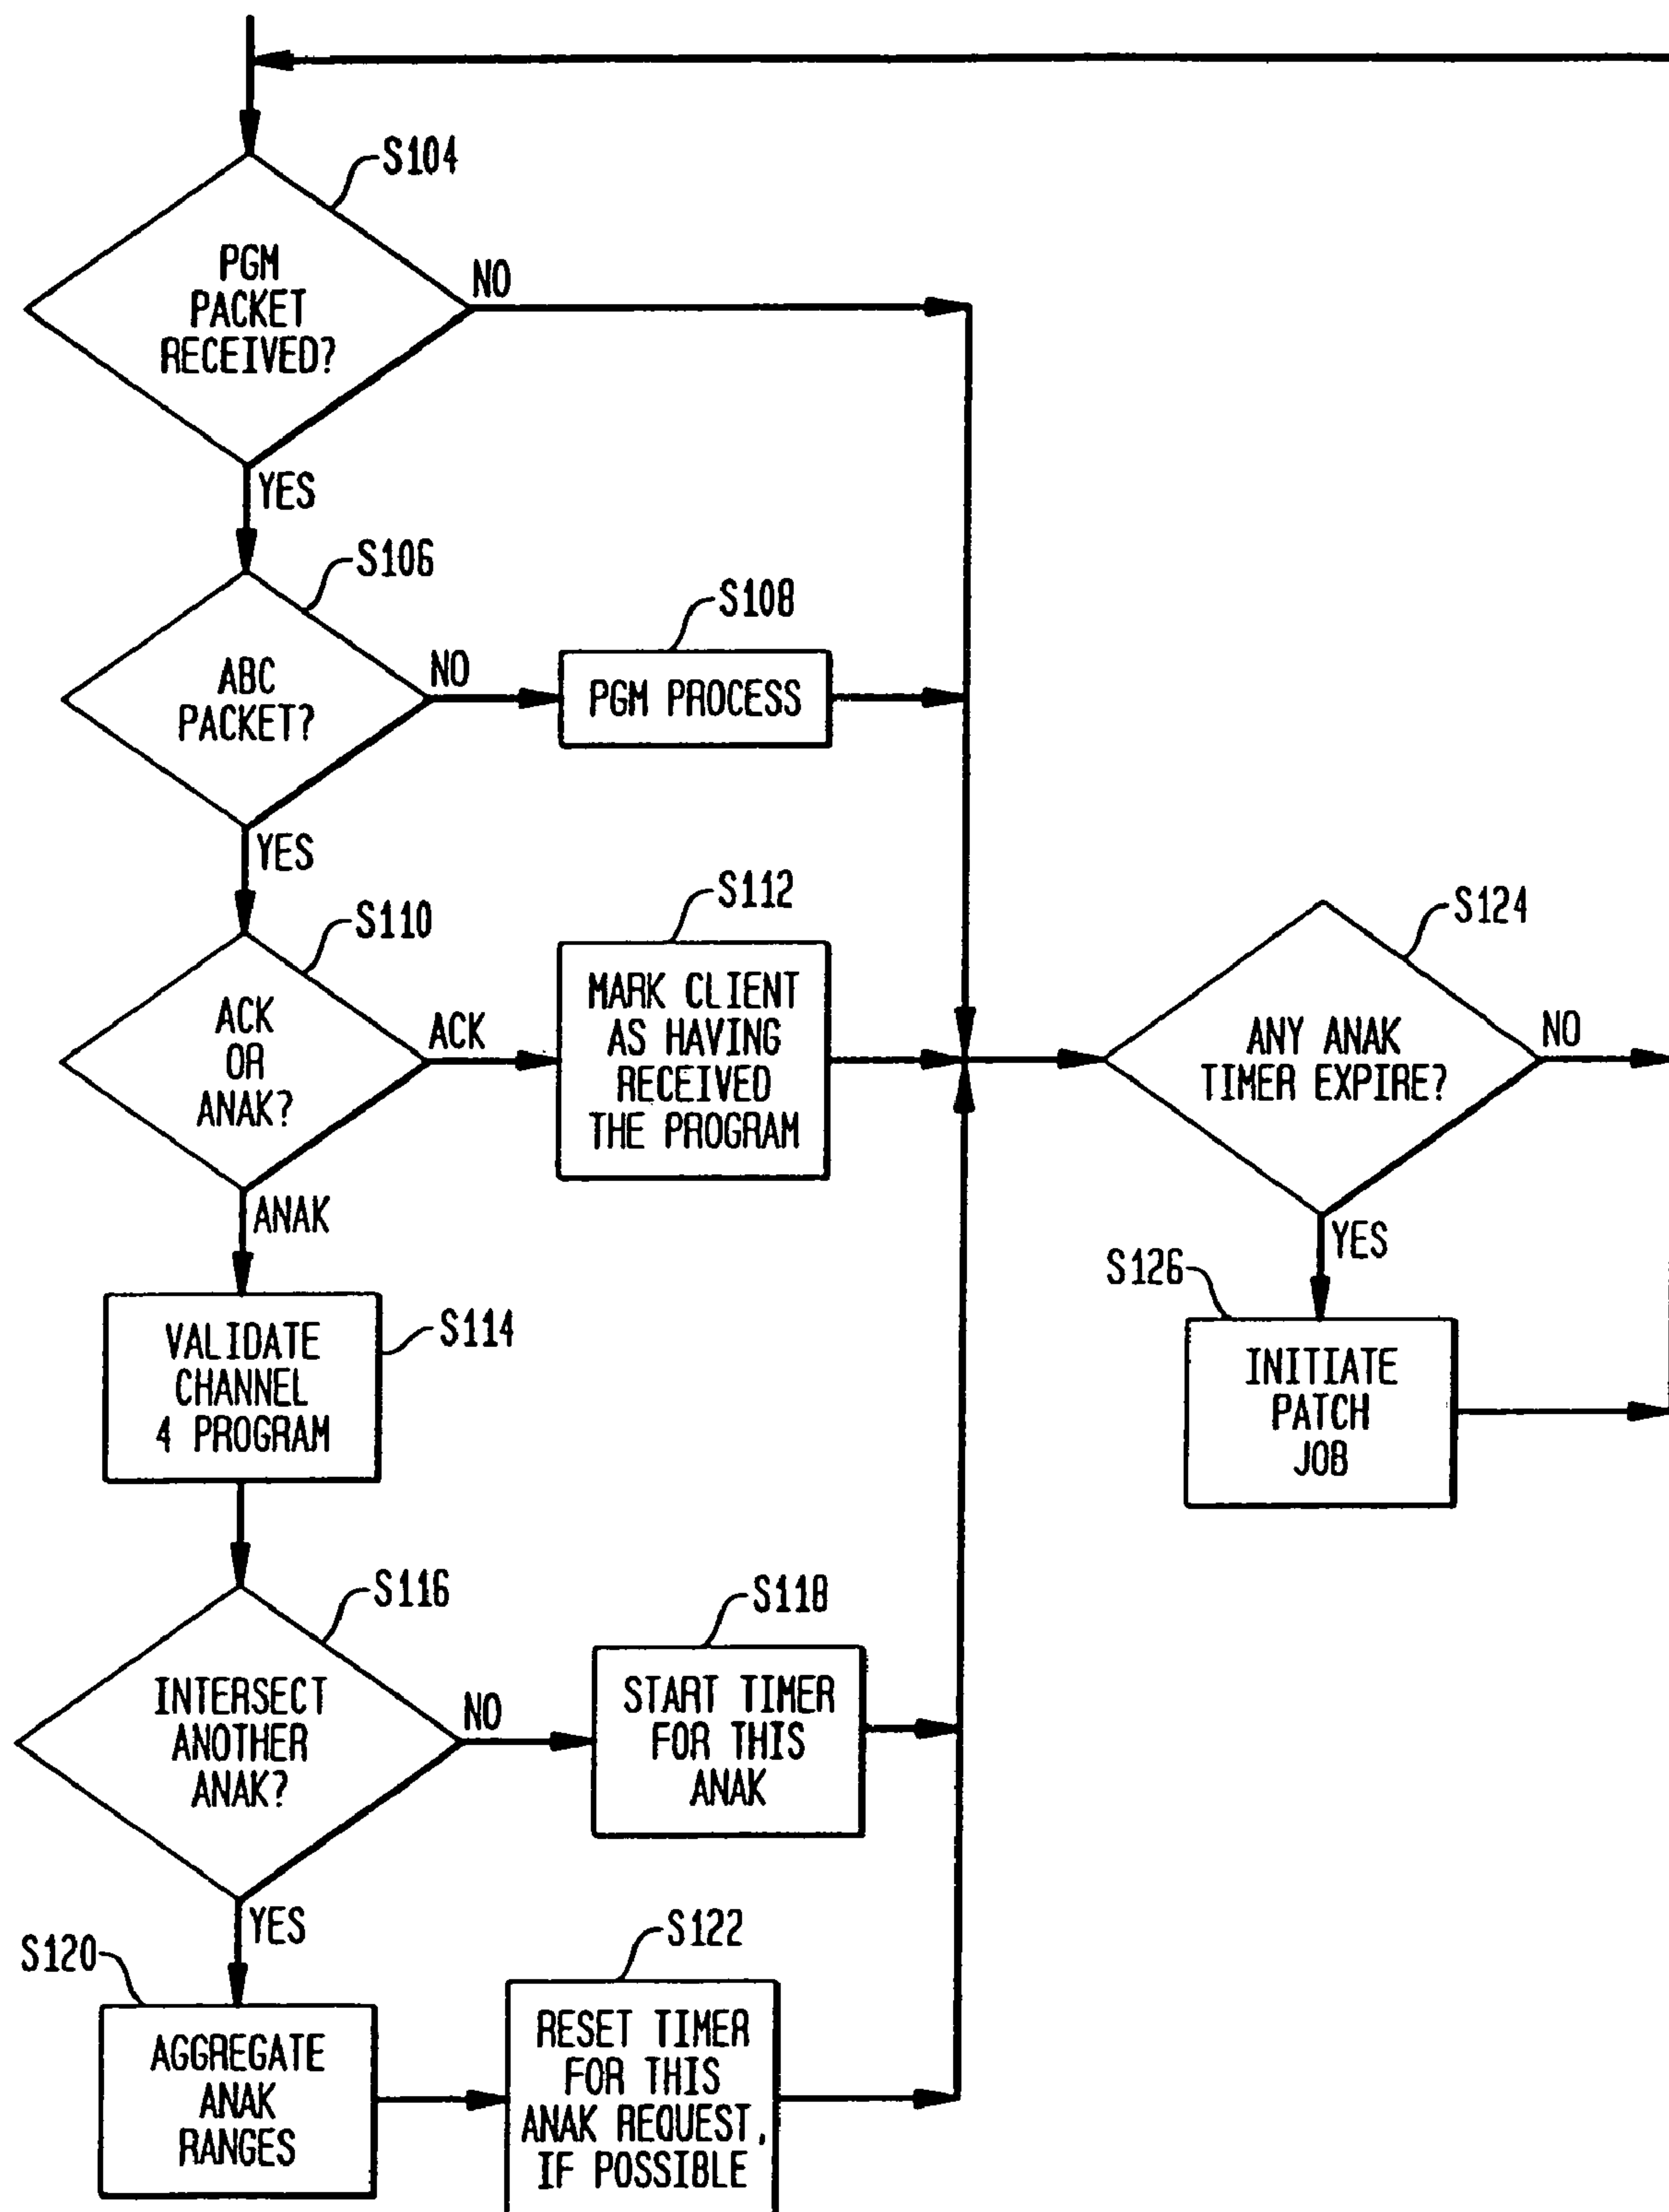 S104
PGM
PACKET
RECEIVED?
NO
YES
S106
ABC
PACKET?
NO
S108
PGM PROCESS
YES
S110
ACK
OR
ANAK?
ACK
S112
MARK CLIENT
AS HAVING
RECEIVED
THE PROGRAM
S124
ANY ANAK
TIMER EXPIRE?
NO
YES
S126
INITIATE
PATCH
JOB
ANAK
S114
VALIDATE
CHANNEL
4 PROGRAM
S116
INTERSECT
ANOTHER
ANAK?
NO
S118
START TIMER
FOR THIS
ANAK
YES
S120
AGGREGATE
ANAK
RANGES
S122
RESET TIMER
FOR THIS
ANAK REQUEST,
IF POSSIBLE